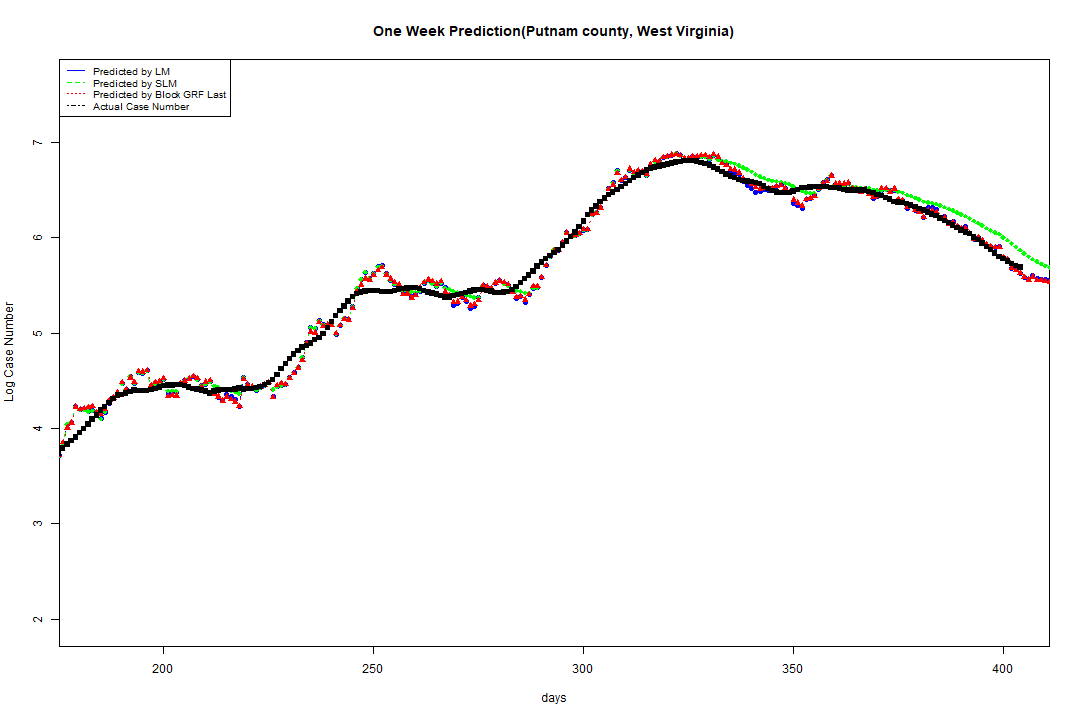 One Week Prediction(Putnam county, West Virginia)
Predicted by LM
Predicted by SLM
Predicted by Block GRF Last
Actual Case Number
7
6
5
4
3
2
Log Case Number
200 250 300 350 400
days